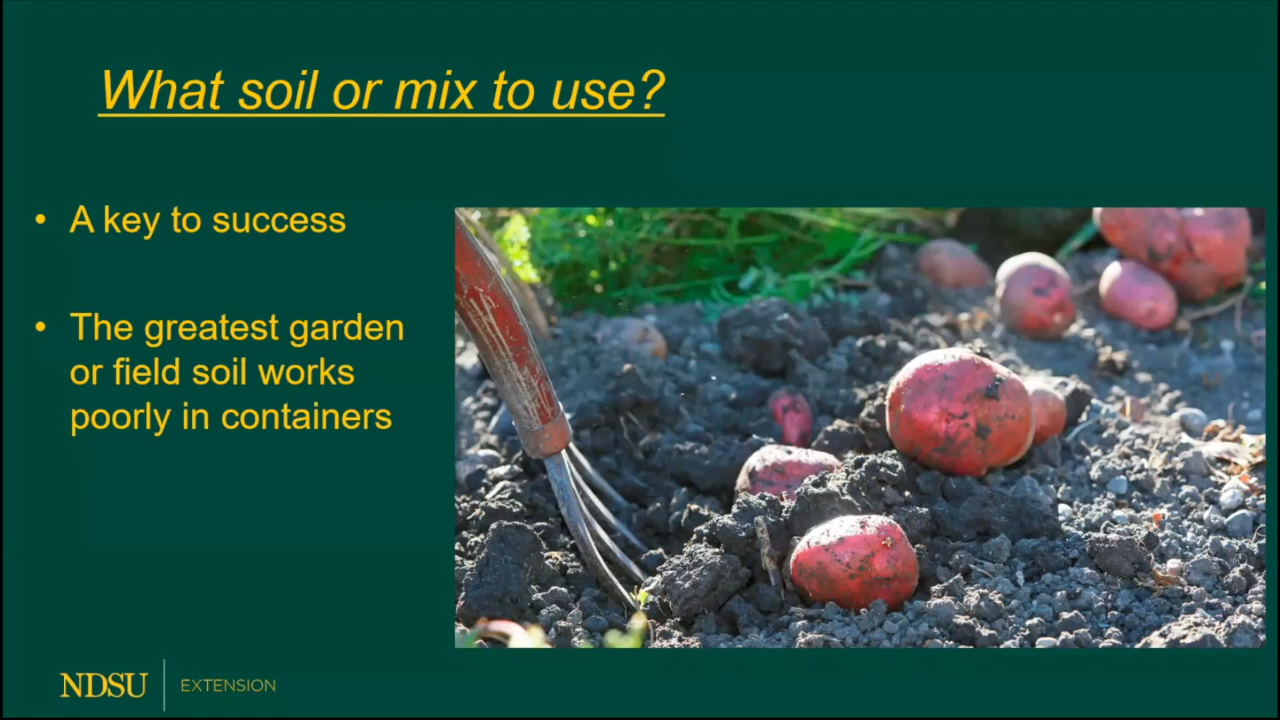 What soil or mix to use?
• A key to success
• The greatest garden
or field soil works
poorly in containers
NDSU EXTENSION